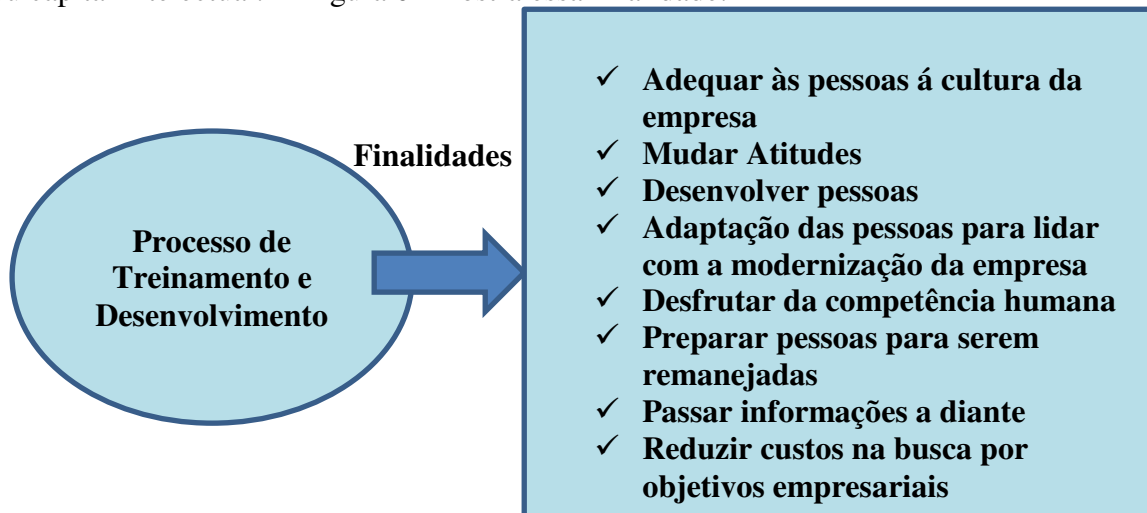 Finalidades
Processo de
Treinamento e
Desenvolvimento
✓ Adequar às pessoas á cultura da
empresa
✓ Mudar Atitudes
✓ Desenvolver pessoas
✓ Adaptação das pessoas para lidar
com a modernização da empresa
✓ Desfrutar da competência humana
✓ Preparar pessoas para serem
remanejadas
✓ Passar informações a diante
✓ Reduzir custos na busca por
objetivos empresariais